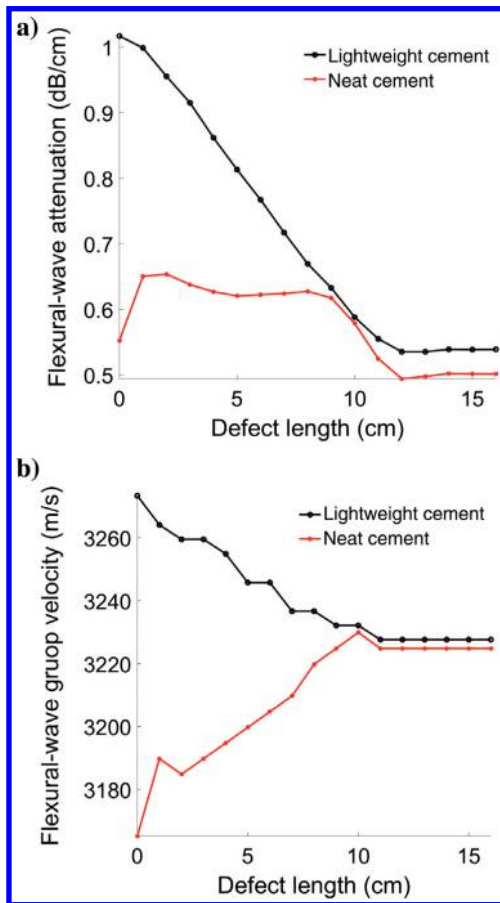 a)
Flexural-wave attenuation (dB/cm)
1
0.9
0.8
0.7
0.6
0.5
Lightweight cement
Neat cement
0 5 10 15
Defect length (cm)
b)
Flexural-wave gruop velocity (m/s)
3260
3240
3220
3200
3180
Lightweight cement
Neat cement
0 5 10 15
Defect length (cm)